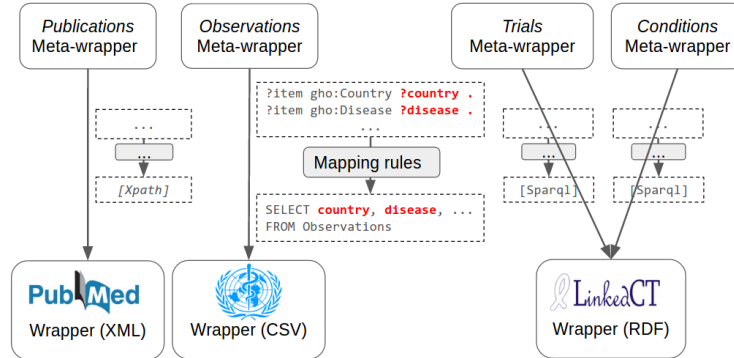 Publications
Meta-wrapper
Observations
Meta-wrapper
Trials
Meta-wrapper
Conditions
Meta-wrapper
?item gho:Country ?country .
?item gho:Disease ?disease .
...
...
...
...
...
...
...
Mapping rules
[Xpath]
[Sparql]
[Sparql]
SELECT country, disease, ...
FROM Observations
PubMed
Wrapper (XML)
Wrapper (CSV)
LinkedCT
Wrapper (RDF)